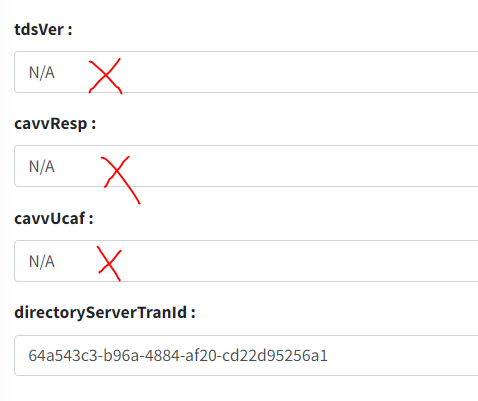 tdsVer :
N/A
cavvResp :
N/A
cavvUcaf :
N/A
directoryServerTranId :
64a543c3-b96a-4884-af20-cd22d95256a1